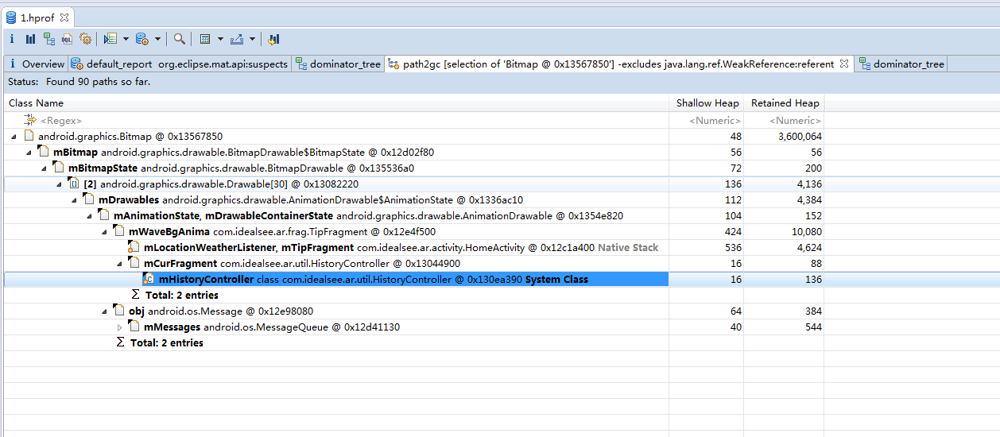 1.hprof
i OQL
i Overview default_report org.eclipse.mat.api:suspects dominator_tree path2gc [selection of 'Bitmap @ 0x13567850'] -excludes java.lang.ref.WeakReference:referent dominator_tree
Status: Found 90 paths so far.
Class Name Shallow Heap Retained Heap
<Regex> <Numeric> <Numeric>
android.graphics.Bitmap @ 0x13567850 48 3,600,064
mBitmap android.graphics.drawable.BitmapDrawable$BitmapState @ 0x12d02f80 56 56
mBitmapState android.graphics.drawable.BitmapDrawable @ 0x135536a0 72 200
[2] android.graphics.drawable.Drawable[30] @ 0x13082220 136 4,136
mDrawables android.graphics.drawable.AnimationDrawable$AnimationState @ 0x1336ac10 112 4,384
mAnimationState, mDrawableContainerState android.graphics.drawable.AnimationDrawable @ 0x1354e820 104 152
mWaveBgAnima com.idealsee.ar.frag.TipFragment @ 0x12e4f500 424 10,080
mLocationWeatherListener, mTipFragment com.idealsee.ar.activity.HomeActivity @ 0x12c1a400 Native Stack 536 4,624
mCurFragment com.idealsee.ar.util.HistoryController @ 0x13044900 16 88
mHistoryController class com.idealsee.ar.util.HistoryController @ 0x130ea390 System Class 16 136
Σ Total: 2 entries
obj android.os.Message @ 0x12e98080 64 384
mMessages android.os.MessageQueue @ 0x12d41130 40 544
Σ Total: 2 entries